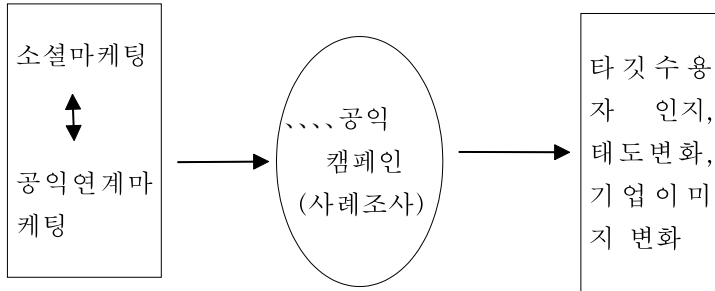 소셜마케팅
공익연계마
케팅
、、、、공익
캠페인
(사례조사)
타깃수용
자 인지,
태도변화,
기업이미
지 변화